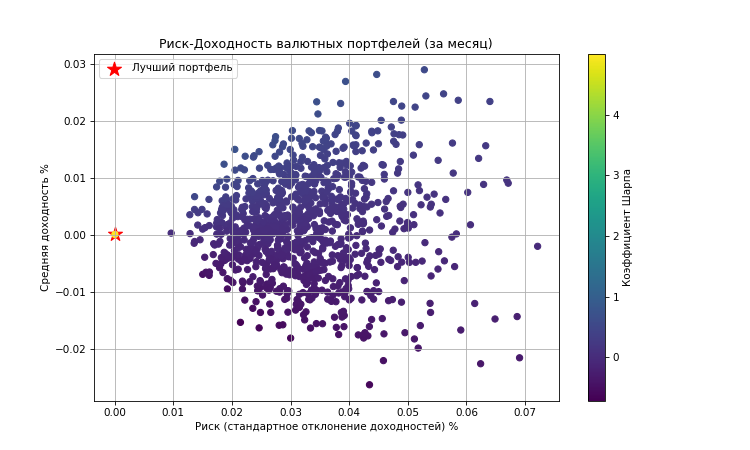 Риск-Доходность валютных портфелей (за месяц)
Лучший портфель
0.03
0.02
0.01
0.00
−0.01
−0.02
Средняя доходность %
0.00 0.01 0.02 0.03 0.04 0.05 0.06 0.07
Риск (стандартное отклонение доходностей) %
4
3
2
1
0
Коэффициент Шарпа